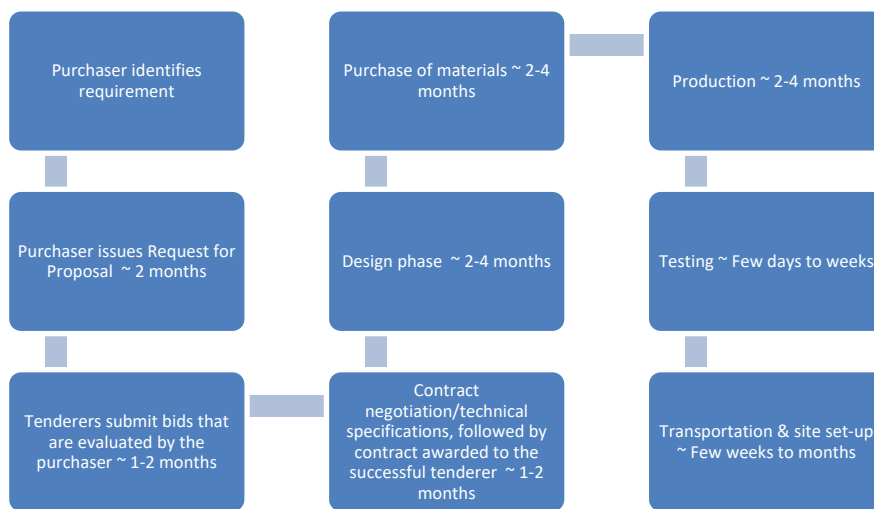 Purchaser identifies
requirement
Purchaser issues Request for
Proposal ~ 2 months
Tenderers submit bids that
are evaluated by the
purchaser ~ 1-2 months
Contract
negotiation/technical
specifications, followed by
contract awarded to the
successful tenderer ~ 1-2
months
Design phase ~ 2-4 months
Purchase of materials ~ 2-4
months
Production ~ 2-4 months
Testing ~ Few days to weeks
Transportation & site set-up
~ Few weeks to months